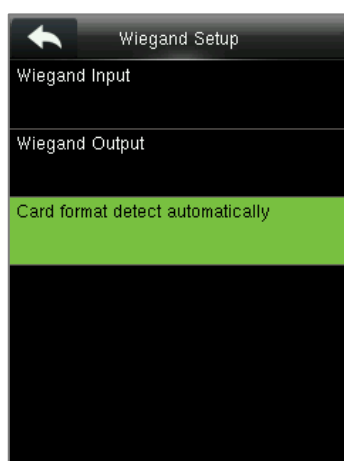 Wiegand Setup
Wiegand Input
Wiegand Output
Card format detect automatically